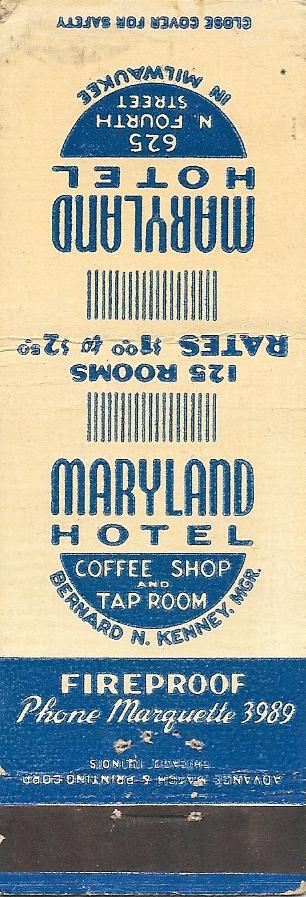 CLOSE COVER FOR SAFETY
IN MILWAUKEE
625
N. FOURTH
STREET
MARYLAND
HOTEL
125 ROOMS
RATES $1.00 to $2.50
MARYLAND
HOTEL
COFFEE SHOP
AND
TAP ROOM
BERNARD N. KENNEY, MGR.
FIREPROOF
Phone Marquette 3989
ADVANCE MATCH & PRINTING CORP.
CHICAGO, ILLINOIS